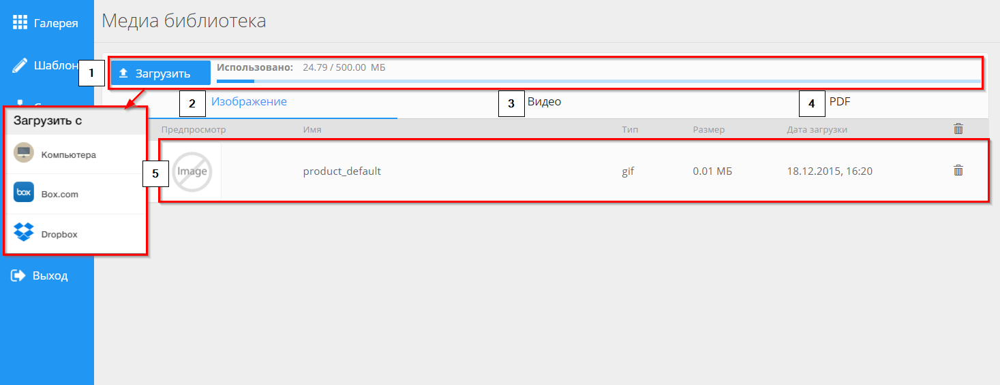 Галерея
Медиа библиотека
Шаблон
1
Загрузить
Использовано: 24.79 / 500.00 МБ
2
Изображение
3
Видео
4
PDF
Загрузить с
Компьютера
box
Box.com
Dropbox
Предпросмотр Имя Тип Размер Дата загрузки
5
Image
product_default gif 0.01 МБ 18.12.2015, 16:20
Выход